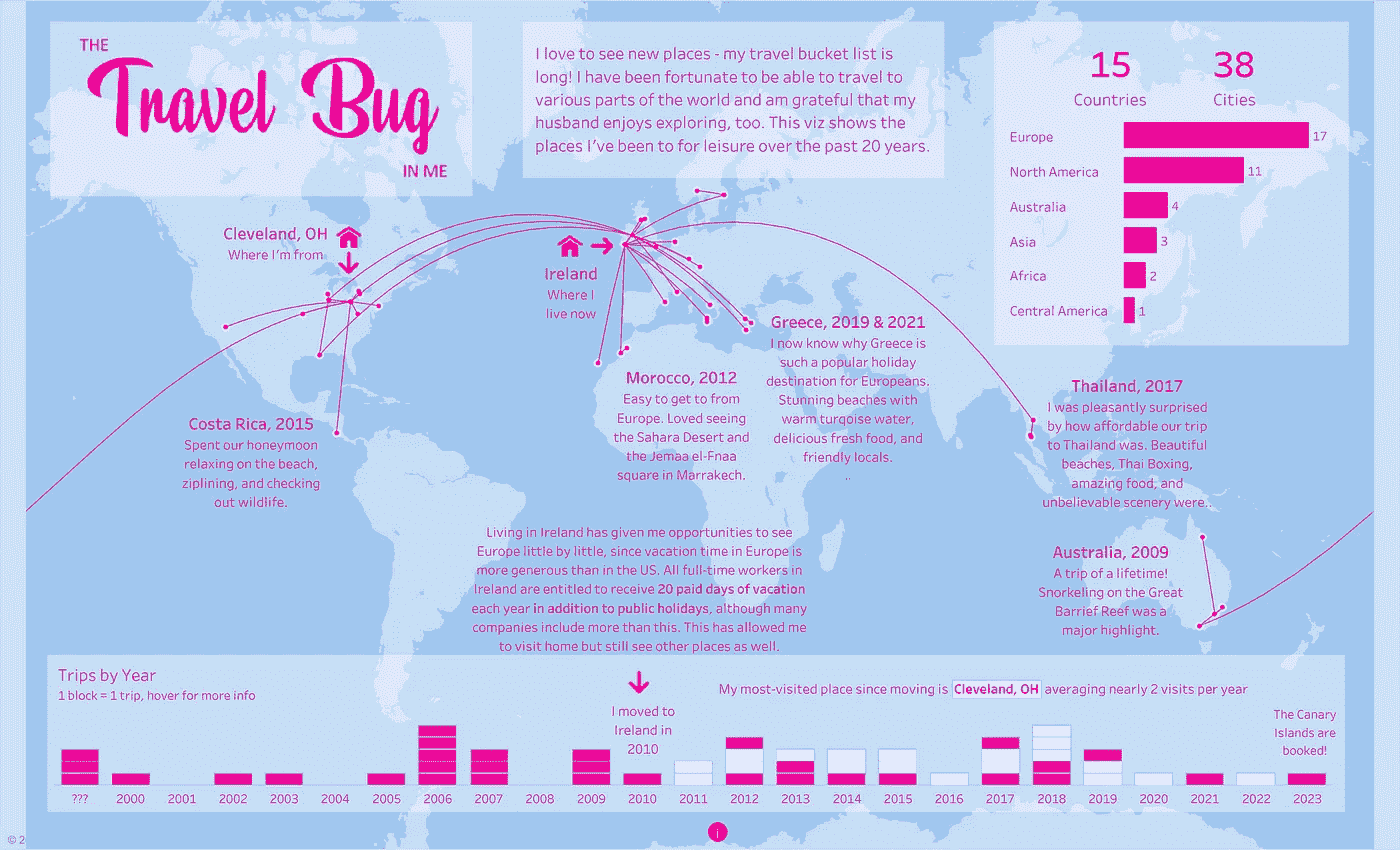 THE
Travel Bug
IN ME
I love to see new places - my travel bucket list is
long! I have been fortunate to be able to travel to
various parts of the world and am grateful that my
husband enjoys exploring, too. This viz shows the
places I've been to for leisure over the past 20 years.
15 38
Countries Cities
Europe 17
North America 11
Australia 4
Asia 3
Africa 2
Central America 1
Cleveland, OH
Where I'm from
Ireland
Where I
live now
Greece, 2019 & 2021
I now know why Greece is
such a popular holiday
destination for Europeans.
Stunning beaches with
warm turqoise water,
delicious fresh food, and
friendly locals.
..
Morocco, 2012
Easy to get to from
Europe. Loved seeing
the Sahara Desert and
the Jemaa el-Fnaa
square in Marrakech.
Thailand, 2017
I was pleasantly surprised
by how affordable our trip
to Thailand was. Beautiful
beaches, Thai Boxing,
amazing food, and
unbelievable scenery were..
Costa Rica, 2015
Spent our honeymoon
relaxing on the beach,
ziplining, and checking
out wildlife.
Living in Ireland has given me opportunities to see
Europe little by little, since vacation time in Europe is
more generous than in the US. All full-time workers in
Ireland are entitled to receive 20 paid days of vacation
each year in addition to public holidays, although many
companies include more than this. This has allowed me
to visit home but still see other places as well.
Australia, 2009
A trip of a lifetime!
Snorkeling on the Great
Barrief Reef was a
major highlight.
Trips by Year
1 block = 1 trip, hover for more info
I moved to
Ireland in
2010
My most-visited place since moving is Cleveland, OH averaging nearly 2 visits per year
The Canary
Islands are
booked!
??? 2000 2001 2002 2003 2004 2005 2006 2007 2008 2009 2010 2011 2012 2013 2014 2015 2016 2017 2018 2019 2020 2021 2022 2023
i
© 2